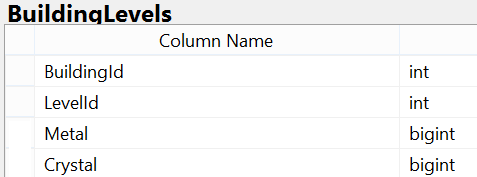 BuildingLevels
Column Name
BuildingId int
LevelId int
Metal bigint
Crystal bigint